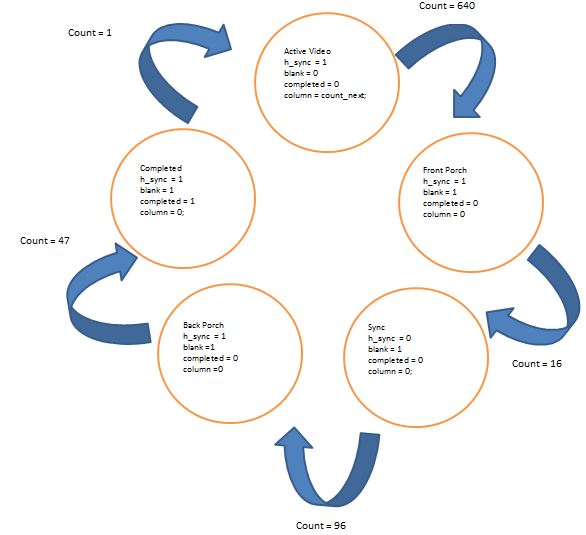 Count = 640
Count = 1
Active Video
h_sync = 1
blank = 0
completed = 0
column = count_next;
Completed
h_sync = 1
blank = 1
completed = 1
column = 0;
Front Porch
h_sync = 1
blank = 1
completed = 0
column = 0
Count = 47
Back Porch
h_sync = 1
blank =1
completed = 0
column =0
Sync
h_sync = 0
blank = 1
completed = 0
column = 0;
Count = 16
Count = 96